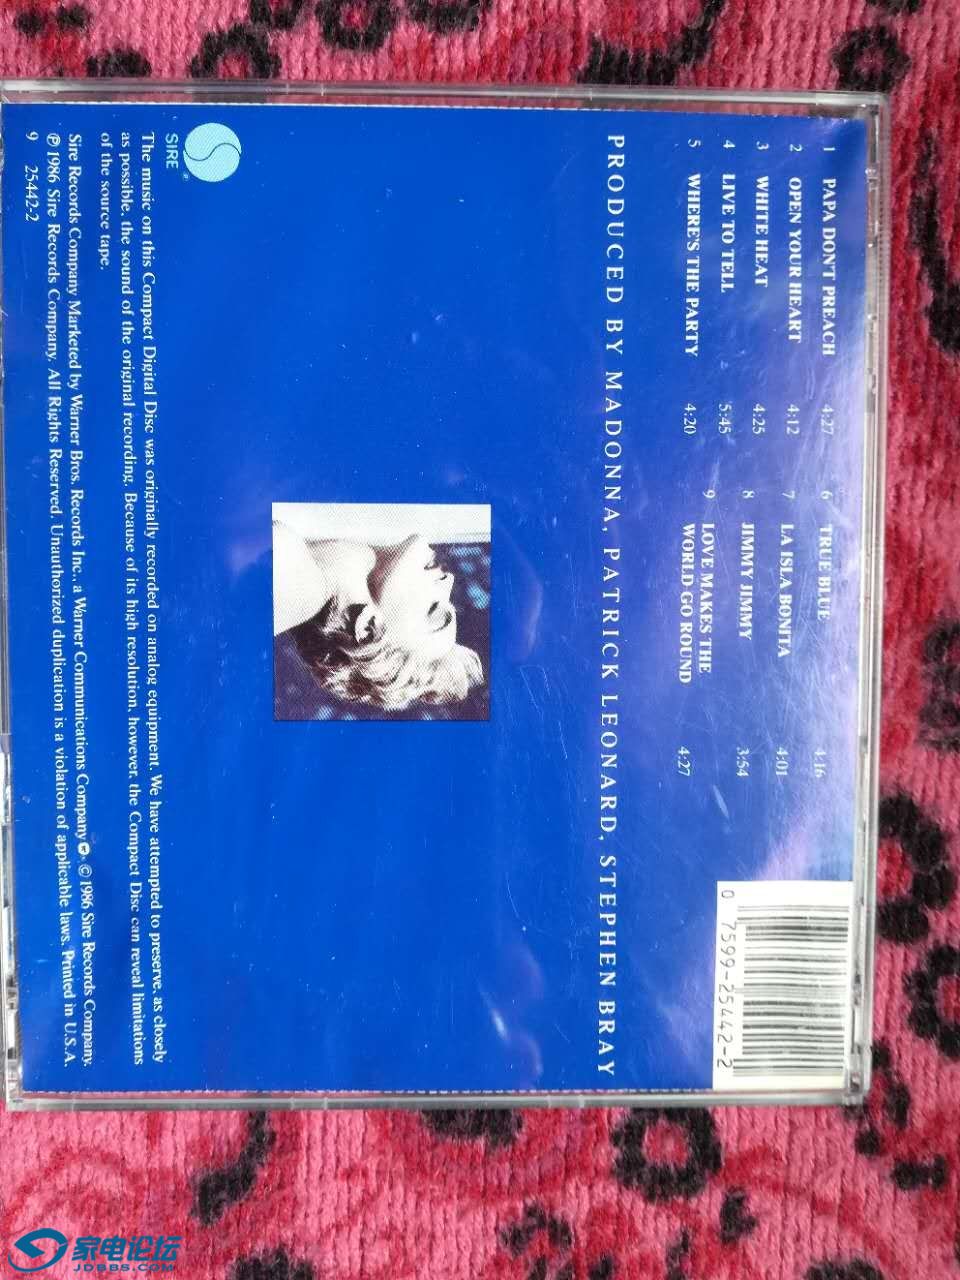 1 PAPA DON'T PREACH 4:27
2 OPEN YOUR HEART 4:12
3 WHITE HEAT 4:25
4 LIVE TO TELL 5:45
5 WHERE'S THE PARTY 4:20
6 TRUE BLUE 4:16
7 LA ISLA BONITA 4:01
8 JIMMY JIMMY 3:54
9 LOVE MAKES THE
WORLD GO ROUND 4:27
0 7599-25442-2
PRODUCED BY MADONNA, PATRICK LEONARD, STEPHEN BRAY
SIRE
The music on this Compact Digital Disc was originally recorded on analog equipment. We have attempted to preserve, as closely
as possible, the sound of the original recording. Because of its high resolution, however, the Compact Disc can reveal limitations
of the source tape.
Sire Records Company Marketed by Warner Bros. Records Inc., a Warner Communications Company. © 1986 Sire Records Company.
℗ 1986 Sire Records Company. All Rights Reserved. Unauthorized duplication is a violation of applicable laws. Printed in U.S.A.
9 25442-2
家电论坛
JDBBS.COM